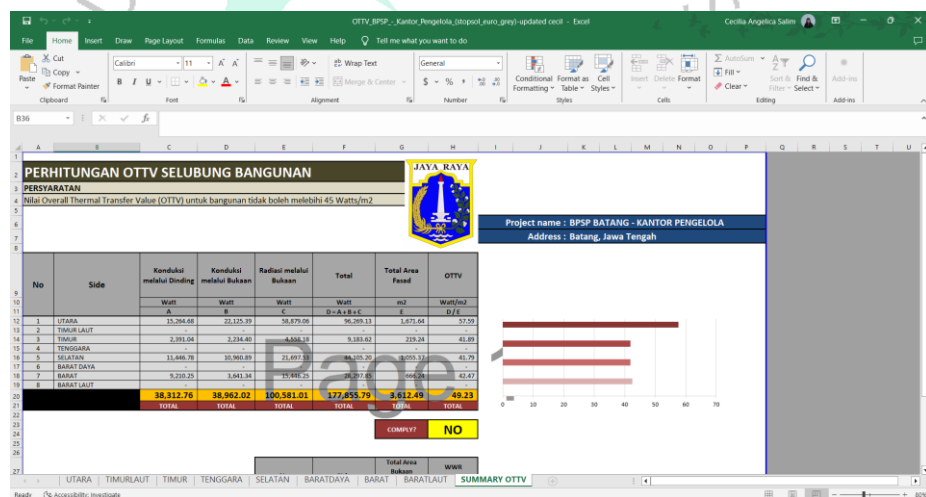 OTTV_BPSP_-_Kantor_Pengelola_(stopsol_euro_grey)-updated cecil - Excel
Cecilia Angelica Salim
File Home Insert Draw Page Layout Formulas Data Review View Help Tell me what you want to do
Paste
Cut
Copy
Format Painter
Clipboard
Calibri 11
B I U
Font
Wrap Text
Merge & Center
Alignment
General
$ % ,
Number
Conditional Formatting
Format as Table
Cell Styles
Styles
Insert Delete Format
Cells
AutoSum
Fill
Clear
Sort & Filter
Find & Select
Editing
Add-ins
Add-ins
B36 fx
A B C D E F G H I J K L M N O P Q R S T U
PERHITUNGAN OTTV SELUBUNG BANGUNAN
PERSYARATAN
Nilai Overall Thermal Transfer Value (OTTV) untuk bangunan tidak boleh melebihi 45 Watts/m2
JAYA RAYA
Project name : BPSP BATANG - KANTOR PENGELOLA
Address : Batang, Jawa Tengah
No Side Konduksi melalui Dinding Konduksi melalui Bukaan Radiasi melalui Bukaan Total Total Area Fasad OTTV
Watt Watt Watt Watt m2 Watt/m2
A B C D = A + B + C E D / E
1 UTARA 15,264.68 22,125.39 58,879.06 96,269.13 1,671.64 57.59
2 TIMUR LAUT - - - - - -
3 TIMUR 2,391.04 2,234.40 4,558.18 9,183.62 219.24 41.89
4 TENGGARA - - - - - -
5 SELATAN 11,446.78 10,960.89 21,697.53 44,105.20 1,055.37 41.79
6 BARAT DAYA - - - - - -
7 BARAT 9,210.25 3,641.34 15,446.25 28,297.85 666.24 42.47
8 BARAT LAUT - - - - - -
38,312.76 38,962.02 100,581.01 177,855.79 3,612.49 49.23
TOTAL TOTAL TOTAL TOTAL TOTAL TOTAL
0 10 20 30 40 50 60 70
Page 1
COMPLY? NO
Total Area Bukaan
WWR
UTARA TIMURLAUT TIMUR TENGGARA SELATAN BARATDAYA BARAT BARATLAUT SUMMARY OTTV
Ready Accessibility: Investigate
80%